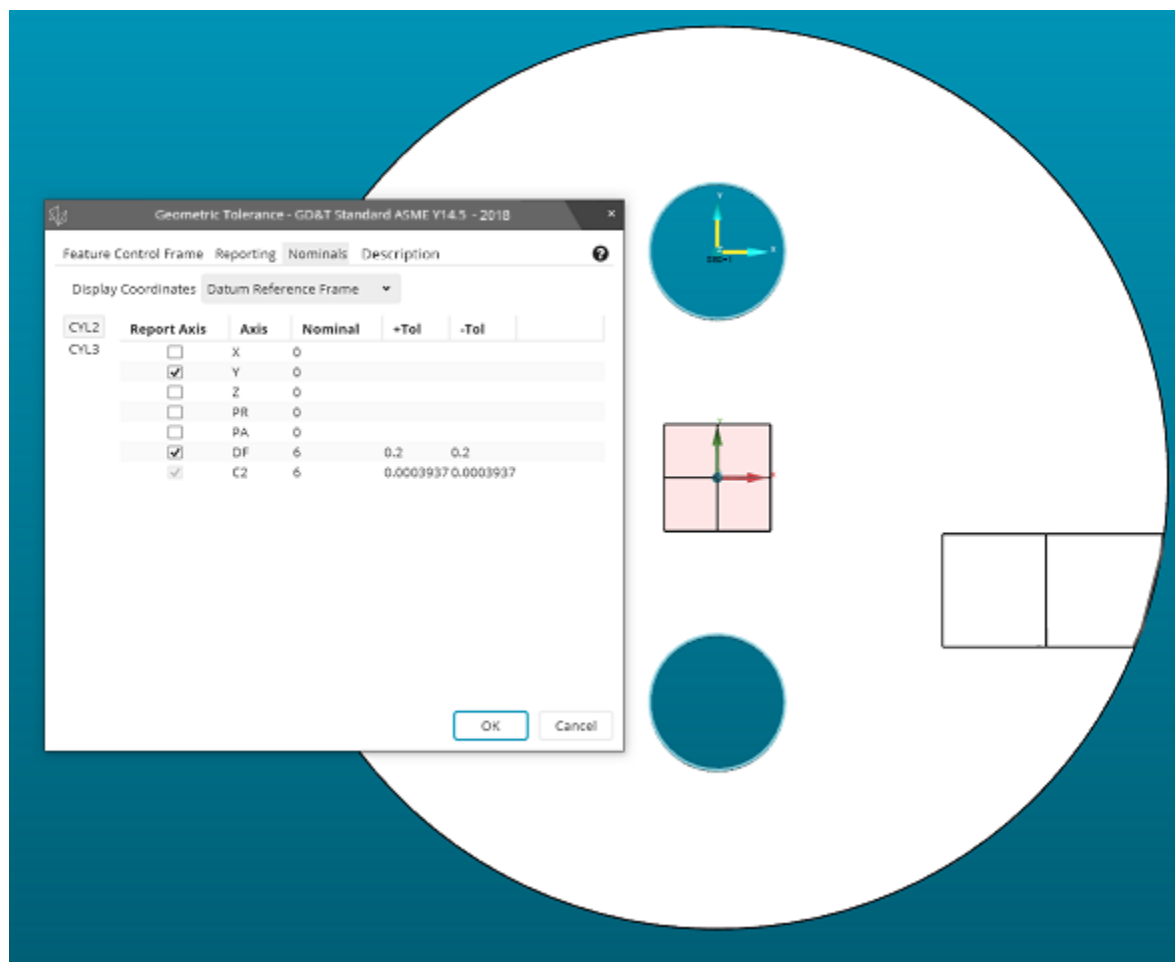 Geometric Tolerance - GD&T Standard ASME Y14.5 - 2018 ×
Feature Control Frame Reporting Nominals Description ?
Display Coordinates Datum Reference Frame
CYL2 Report Axis Axis Nominal +Tol -Tol
CYL3
X 0
Y 0
Z 0
PR 0
PA 0
DF 6 0.2 0.2
C2 6 0.0003937 0.0003937
OK Cancel
Y
X
Y